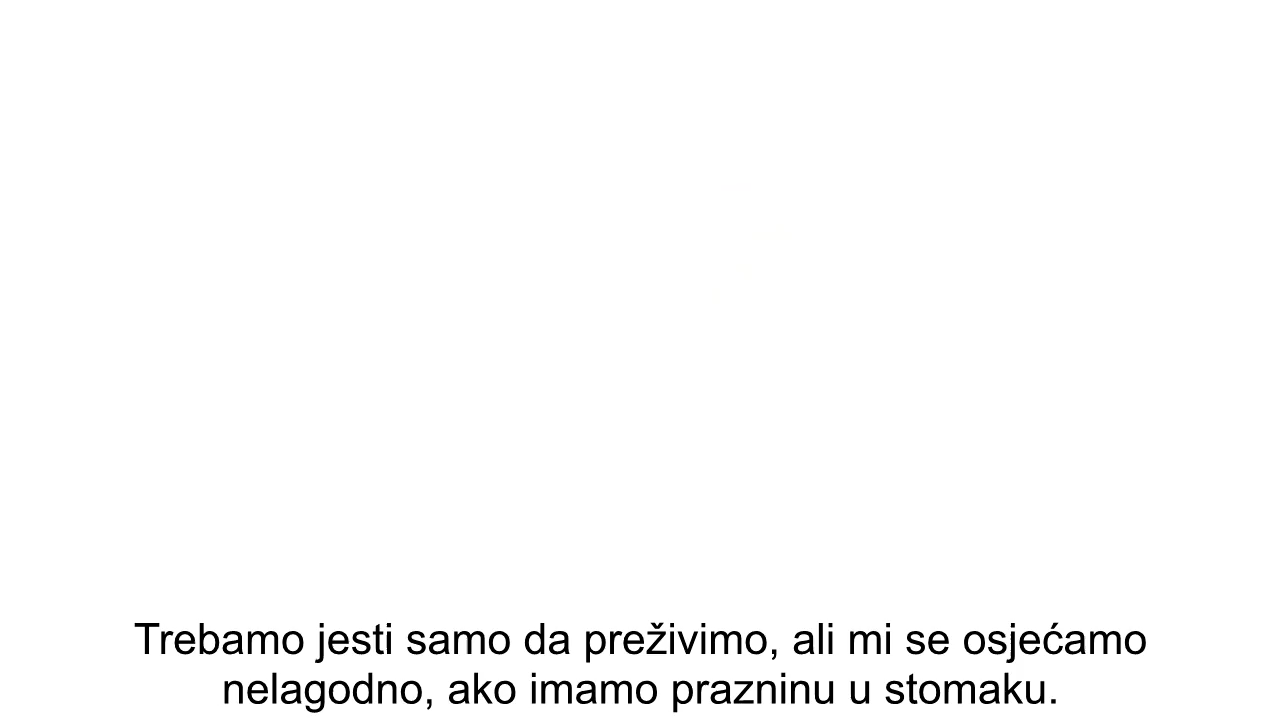 Trebamo jesti samo da preživimo, ali mi se osjećamo
nelagodno, ako imamo prazninu u stomaku.